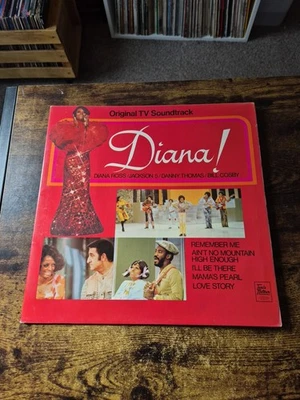 Original TV Soundtrack
Diana!
DIANA ROSS/JACKSON 5/DANNY THOMAS/BILL COSBY
REMEMBER ME
AIN'T NO MOUNTAIN
HIGH ENOUGH
I'LL BE THERE
MAMA'S PEARL
LOVE STORY